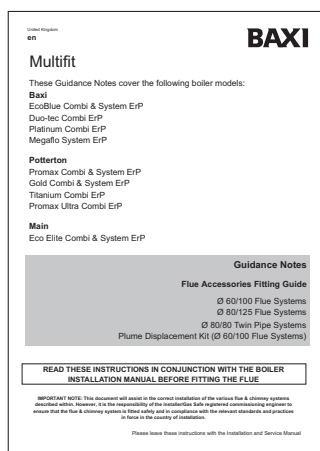 United Kingdom
en
BAXI
Multifit
These Guidance Notes cover the following boiler models:
Baxi
EcoBlue Combi & System ErP
Duo-tec Combi ErP
Platinum Combi ErP
Megaflo System ErP
Potterton
Promax Combi & System ErP
Gold Combi & System ErP
Titanium Combi ErP
Promax Ultra Combi ErP
Main
Eco Elite Combi & System ErP
Guidance Notes
Flue Accessories Fitting Guide
Ø 60/100 Flue Systems
Ø 80/125 Flue Systems
Ø 80/80 Twin Pipe Systems
Plume Displacement Kit (Ø 60/100 Flue Systems)
READ THESE INSTRUCTIONS IN CONJUNCTION WITH THE BOILER
INSTALLATION MANUAL BEFORE FITTING THE FLUE
IMPORTANT NOTE: This document will assist in the correct installation of the various flue & chimney systems
described within. However, it is the responsibility of the installer/Gas Safe registered commissioning engineer to
ensure that the flue & chimney system is fitted safely and in compliance with the relevant standards and practices
in force in the country of installation.
Please leave these instructions with the Installation and Service Manual